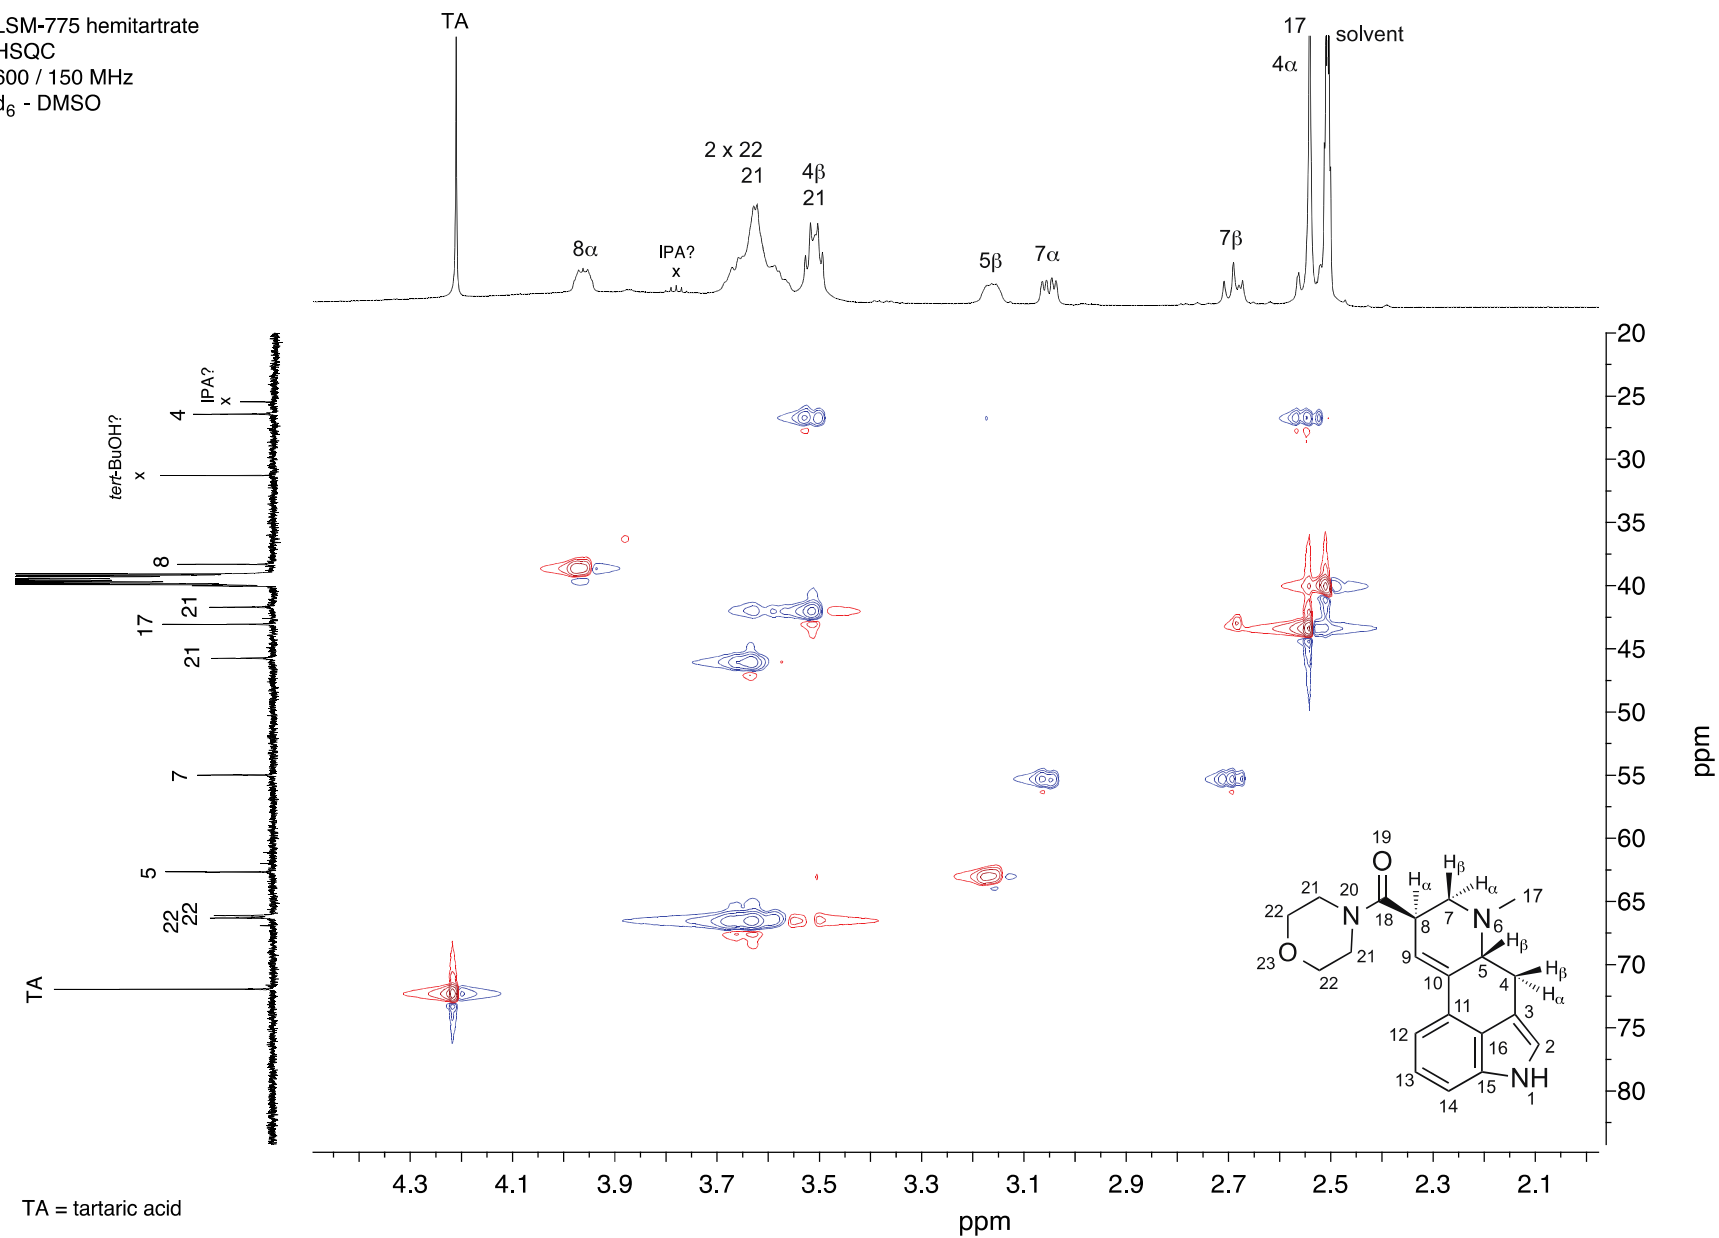 LSM-775 hemitartrate
HSQC
600 / 150 MHz
d6 - DMSO
TA
17
solvent
4α
2 x 22
21
4β
21
8α
IPA?
x
5β
7α
7β
20
25
30
35
40
45
50
55
60
65
70
75
80
ppm
IPA?
x
4
tert-BuOH?
x
8
21
17
21
7
5
22
22
TA
19
O
Hβ
Hα
Hα
21
20
N
18
8
7
N
6
17
22
O
23
21
22
9
Hβ
5
10
4
Hβ
Hα
11
3
12
16
2
13
15
NH
14
1
4.3
4.1
3.9
3.7
3.5
3.3
3.1
2.9
2.7
2.5
2.3
2.1
ppm
TA = tartaric acid